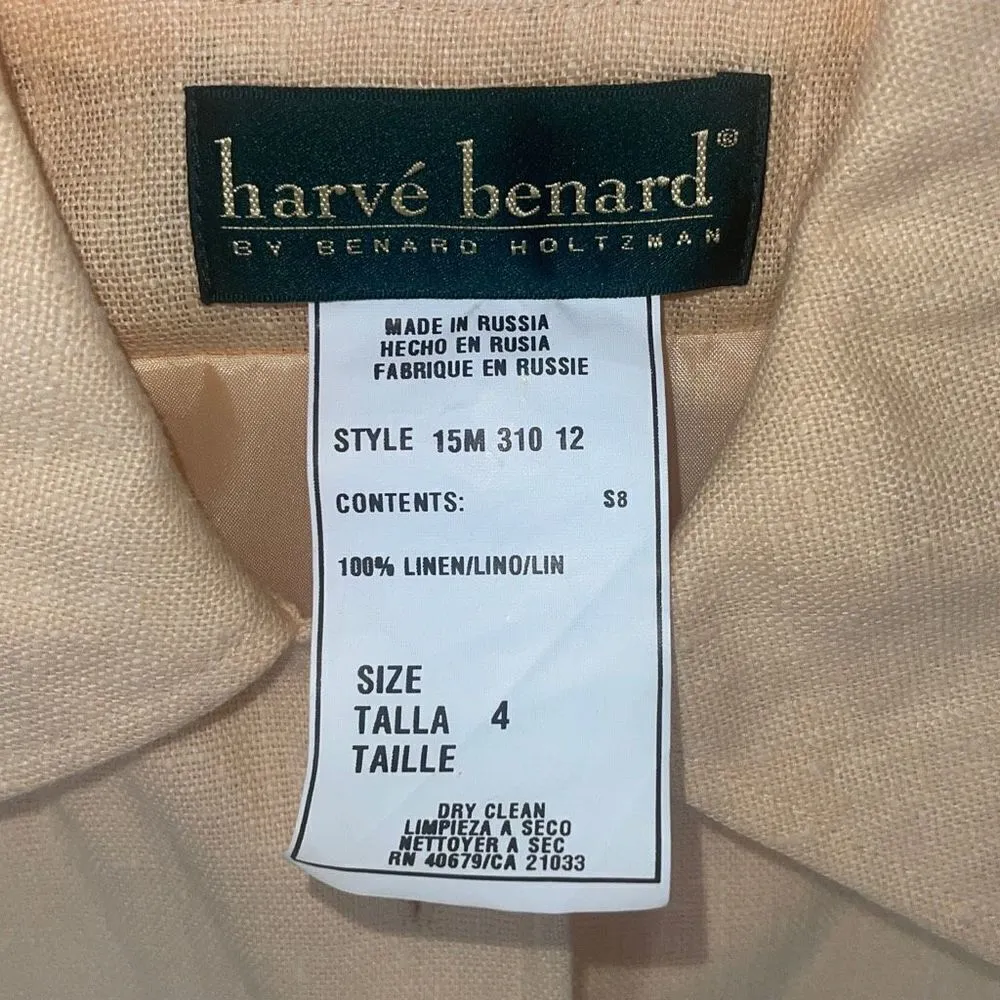 harvé benard®
BY BENARD HOLTZMAN
MADE IN RUSSIA
HECHO EN RUSIA
FABRIQUE EN RUSSIE
STYLE 15M 310 12
CONTENTS: S8
100% LINEN/LINO/LIN
SIZE
TALLA 4
TAILLE
DRY CLEAN
LIMPIEZA A SECO
NETTOYER A SEC
RN 40679/CA 21033